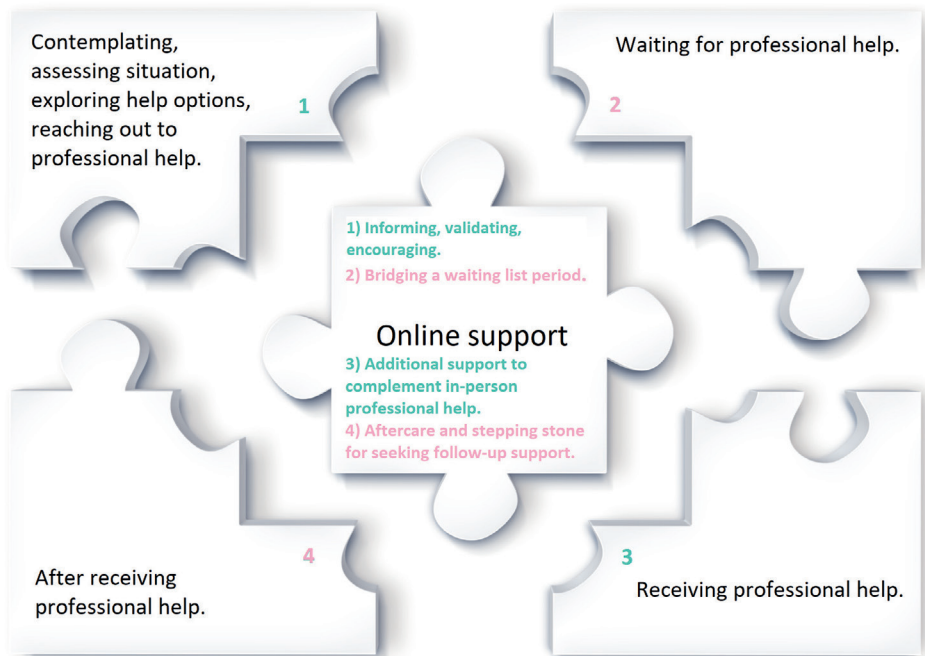 Contemplating,
assessing situation,
exploring help options,
reaching out to
professional help.
1
Waiting for professional help.
2
1) Informing, validating,
encouraging.
2) Bridging a waiting list period.
Online support
3) Additional support to
complement in-person
professional help.
4) Aftercare and stepping stone
for seeking follow-up support.
4
After receiving
professional help.
3
Receiving professional help.